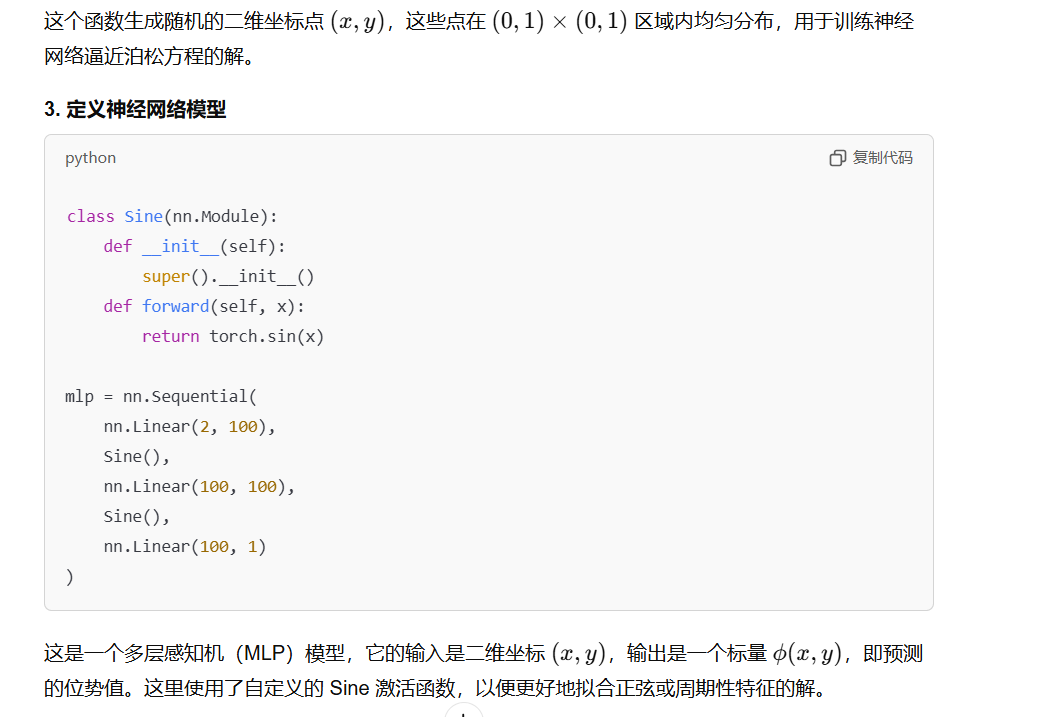 这个函数生成随机的二维坐标点 (x, y)，这些点在 (0, 1) × (0, 1) 区域内均匀分布，用于训练神经
网络逼近泊松方程的解。
3. 定义神经网络模型
python
复制代码
class Sine(nn.Module):
    def __init__(self):
        super().__init__()
    def forward(self, x):
        return torch.sin(x)
mlp = nn.Sequential(
    nn.Linear(2, 100),
    Sine(),
    nn.Linear(100, 100),
    Sine(),
    nn.Linear(100, 1)
)
这是一个多层感知机（MLP）模型，它的输入是二维坐标 (x, y)，输出是一个标量 ϕ(x, y)，即预测
的位势值。这里使用了自定义的 Sine 激活函数，以便更好地拟合正弦或周期性特征的解。